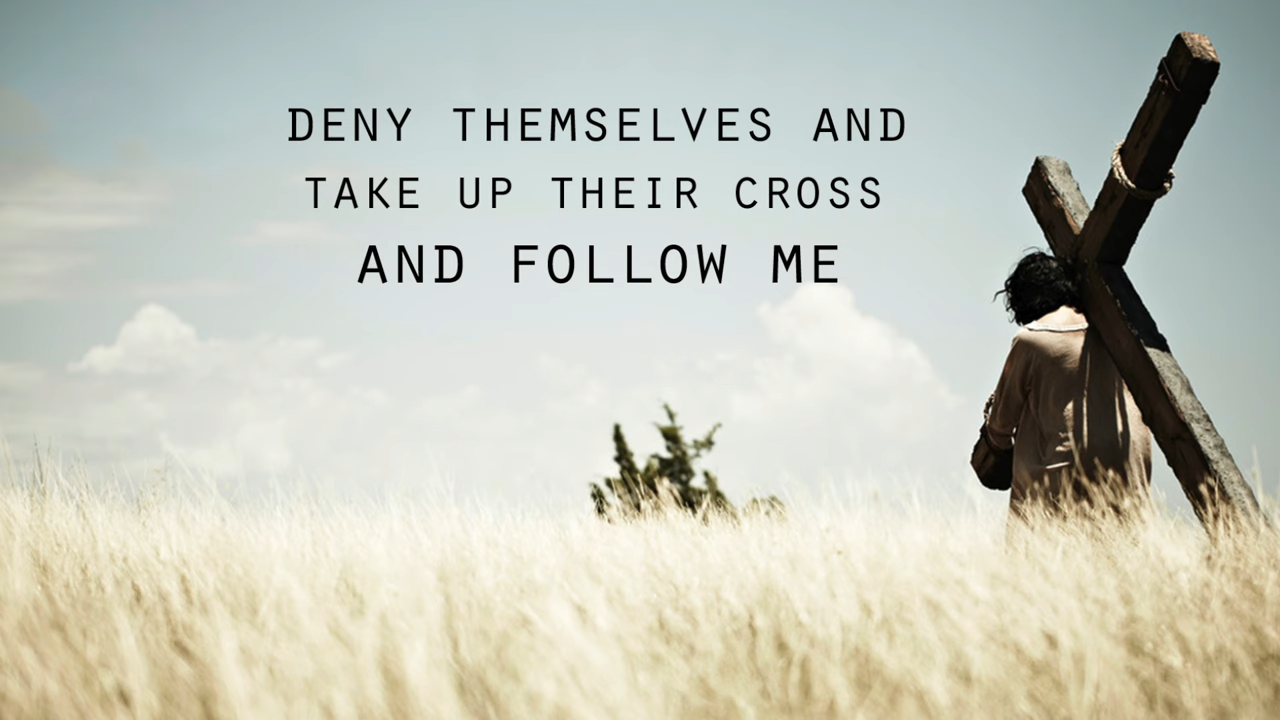 DENY THEMSELVES AND
TAKE UP THEIR CROSS
AND FOLLOW ME